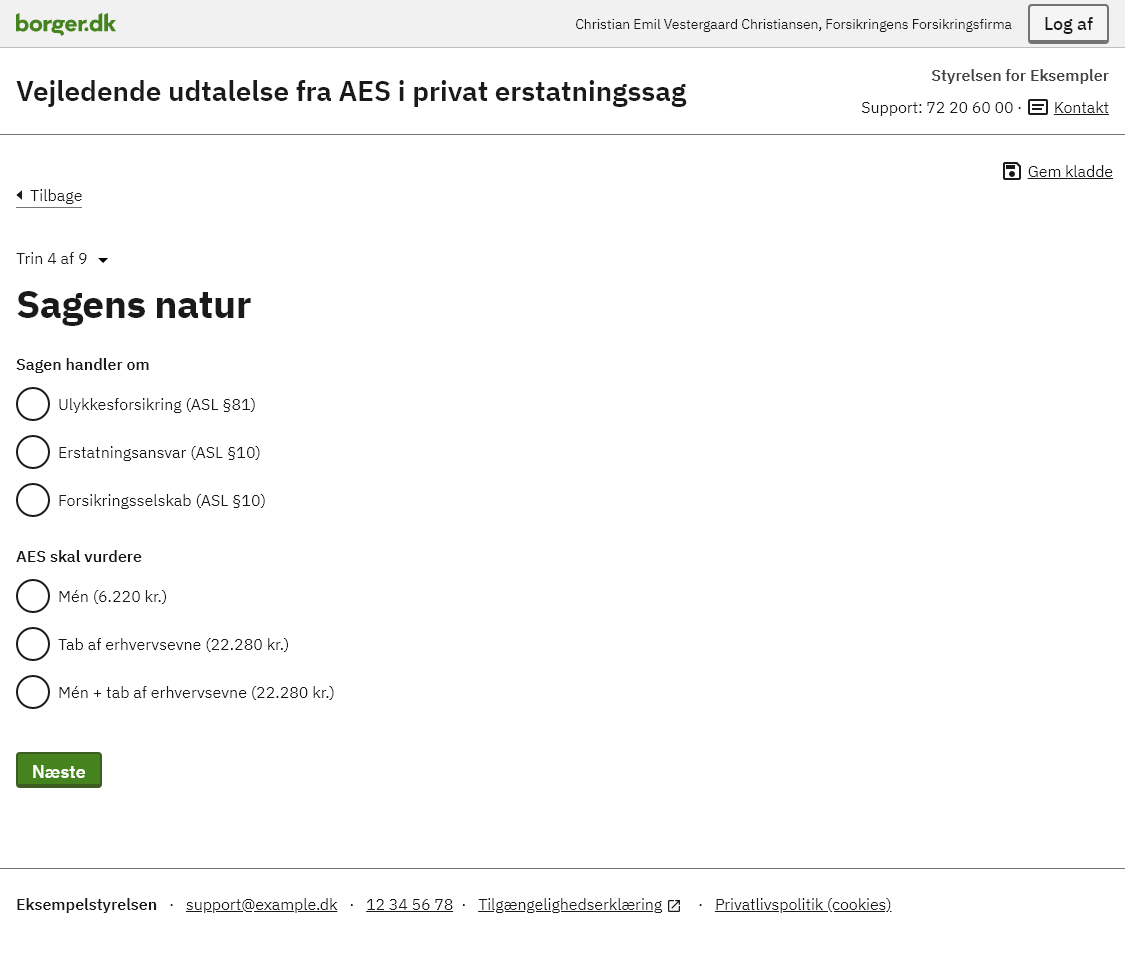 borger.dk
Christian Emil Vestergaard Christiansen, Forsikringens Forsikringsfirma
Log af
Vejledende udtalelse fra AES i privat erstatningssag
Styrelsen for Eksempler
Support: 72 20 60 00 · Kontakt
Gem kladde
Tilbage
Trin 4 af 9
Sagens natur
Sagen handler om
Ulykkesforsikring (ASL §81)
Erstatningsansvar (ASL §10)
Forsikringsselskab (ASL §10)
AES skal vurdere
Mén (6.220 kr.)
Tab af erhvervsevne (22.280 kr.)
Mén + tab af erhvervsevne (22.280 kr.)
Næste
Eksempelstyrelsen · support@example.dk · 12 34 56 78 · Tilgængelighedserklæring · Privatlivspolitik (cookies)